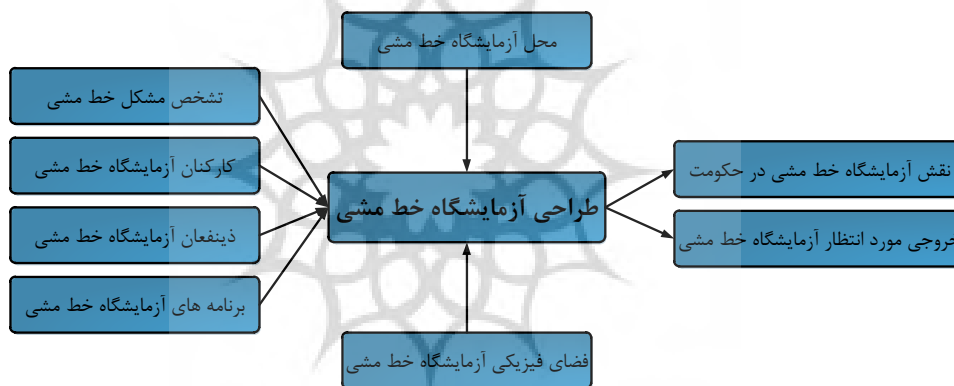 محل آزمایشگاه خط مشی
تشخص مشکل خط مشی
کارکنان آزمایشگاه خط مشی
ذینفعان آزمایشگاه خط مشی
برنامه های آزمایشگاه خط مشی
طراحی آزمایشگاه خط مشی
نقش آزمایشگاه خط مشی در حکومت
خروجی مورد انتظار آزمایشگاه خط مشی
فضای فیزیکی آزمایشگاه خط مشی